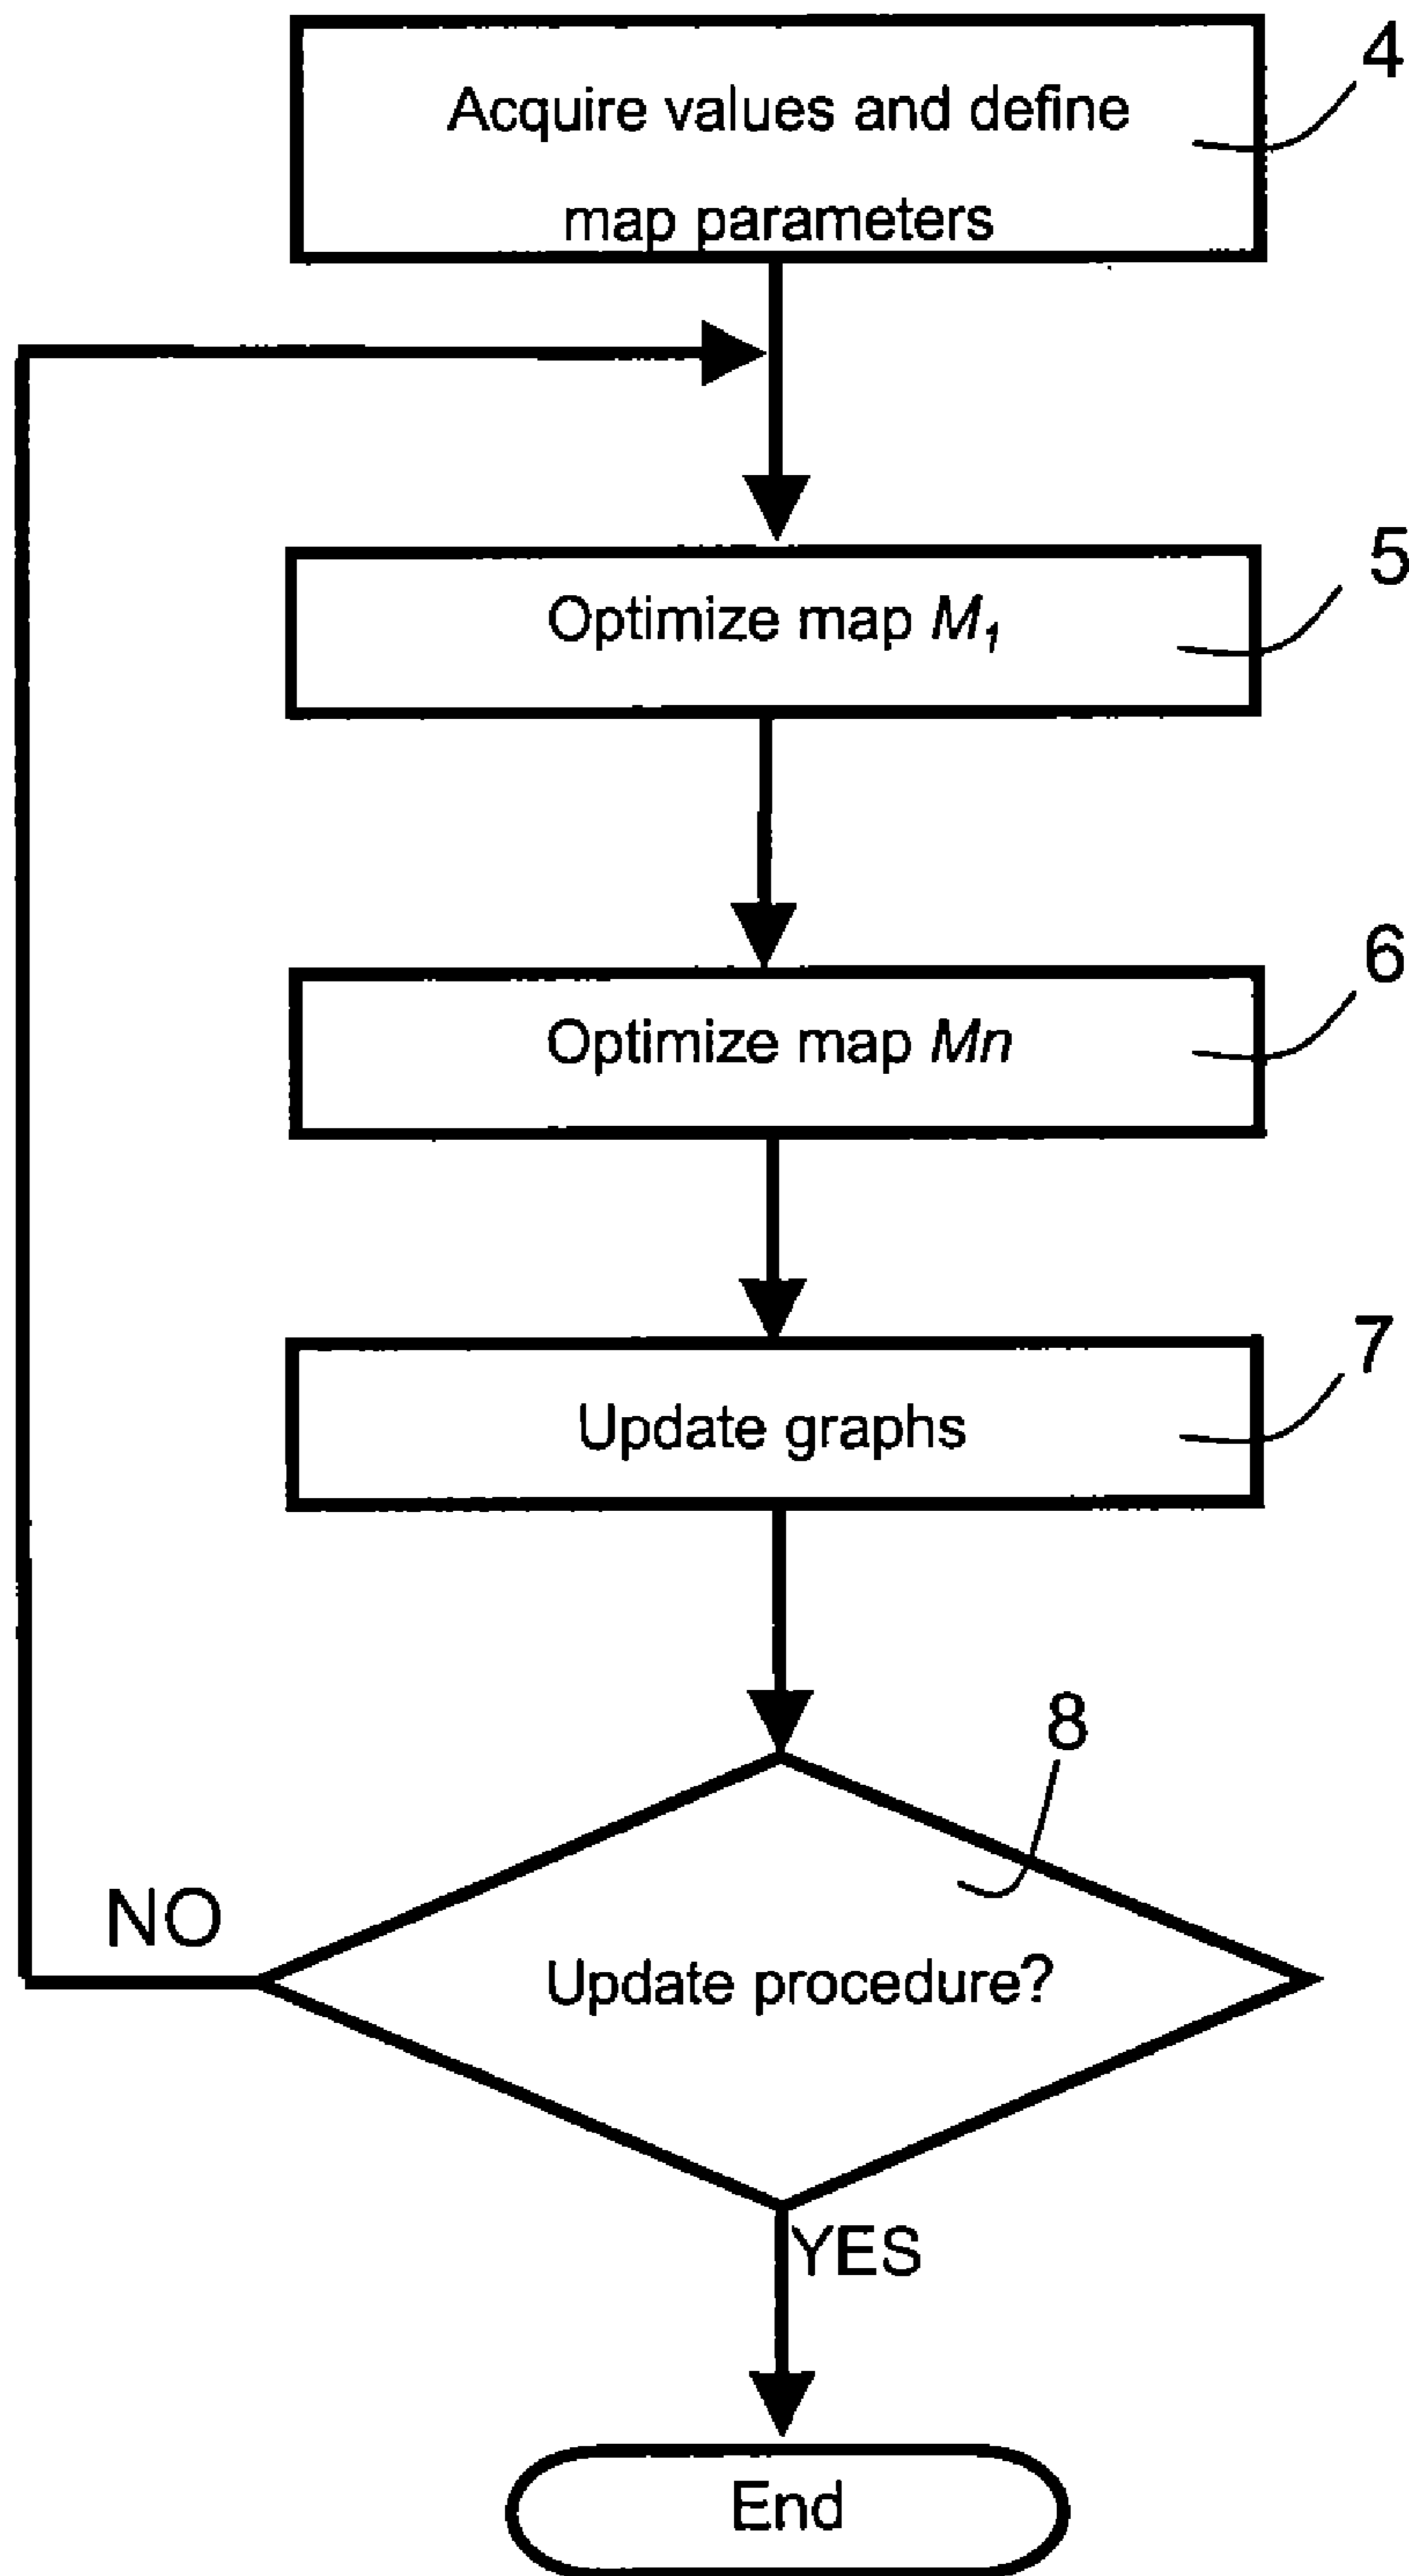 4
Acquire values and define
map parameters
5
Optimize map M₁
6
Optimize map Mn
7
Update graphs
8
NO
Update procedure?
YES
End